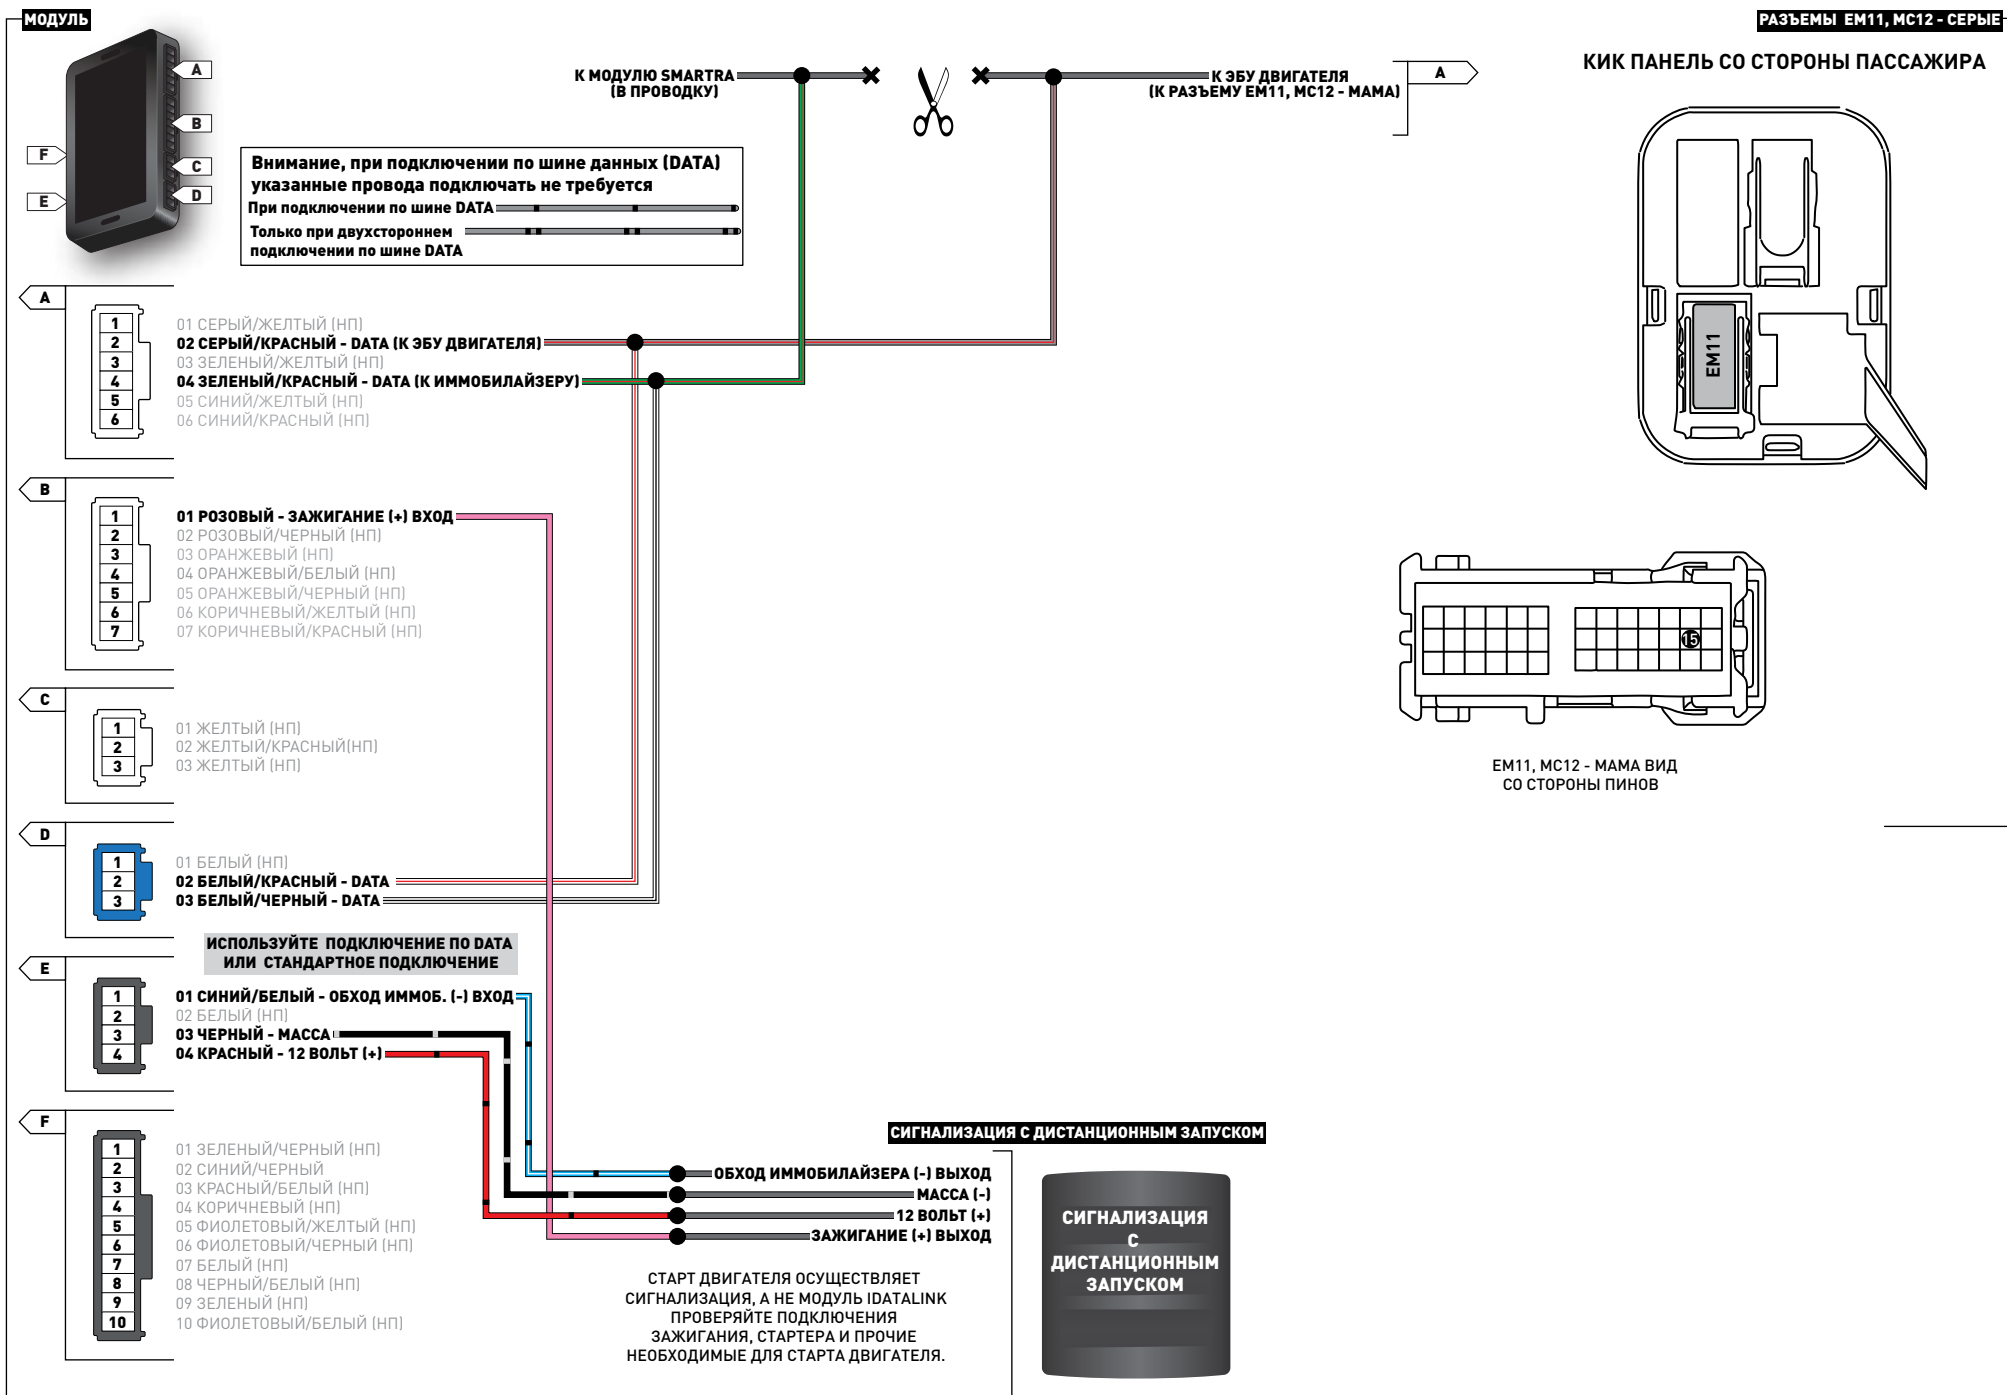 МОДУЛЬ
РАЗЪЕМЫ EM11, MC12 - СЕРЫЕ
КИК ПАНЕЛЬ СО СТОРОНЫ ПАССАЖИРА
A
B
C
D
F
E
К МОДУЛЮ SMARTRA
(В ПРОВОДКУ)
К ЭБУ ДВИГАТЕЛЯ
(К РАЗЪЕМУ EM11, MC12 - МАМА)
A
Внимание, при подключении по шине данных (DATA)
указанные провода подключать не требуется
При подключении по шине DATA
Только при двухстороннем
подключении по шине DATA
EM11
A
1 01 СЕРЫЙ/ЖЕЛТЫЙ (НП)
2 02 СЕРЫЙ/КРАСНЫЙ - DATA (К ЭБУ ДВИГАТЕЛЯ)
3 03 ЗЕЛЕНЫЙ/ЖЕЛТЫЙ (НП)
4 04 ЗЕЛЕНЫЙ/КРАСНЫЙ - DATA (К ИММОБИЛАЙЗЕРУ)
5 05 СИНИЙ/ЖЕЛТЫЙ (НП)
6 06 СИНИЙ/КРАСНЫЙ (НП)
B
1 01 РОЗОВЫЙ - ЗАЖИГАНИЕ (+) ВХОД
2 02 РОЗОВЫЙ/ЧЕРНЫЙ (НП)
3 03 ОРАНЖЕВЫЙ (НП)
4 04 ОРАНЖЕВЫЙ/БЕЛЫЙ (НП)
5 05 ОРАНЖЕВЫЙ/ЧЕРНЫЙ (НП)
6 06 КОРИЧНЕВЫЙ/ЖЕЛТЫЙ (НП)
7 07 КОРИЧНЕВЫЙ/КРАСНЫЙ (НП)
15
EM11, MC12 - МАМА ВИД
СО СТОРОНЫ ПИНОВ
C
1 01 ЖЕЛТЫЙ (НП)
2 02 ЖЕЛТЫЙ/КРАСНЫЙ(НП)
3 03 ЖЕЛТЫЙ (НП)
D
1 01 БЕЛЫЙ (НП)
2 02 БЕЛЫЙ/КРАСНЫЙ - DATA
3 03 БЕЛЫЙ/ЧЕРНЫЙ - DATA
ИСПОЛЬЗУЙТЕ ПОДКЛЮЧЕНИЕ ПО DATA
ИЛИ СТАНДАРТНОЕ ПОДКЛЮЧЕНИЕ
E
1 01 СИНИЙ/БЕЛЫЙ - ОБХОД ИММОБ. (-) ВХОД
2 02 БЕЛЫЙ (НП)
3 03 ЧЕРНЫЙ - МАССА
4 04 КРАСНЫЙ - 12 ВОЛЬТ (+)
F
1 01 ЗЕЛЕНЫЙ/ЧЕРНЫЙ (НП)
2 02 СИНИЙ/ЧЕРНЫЙ
3 03 КРАСНЫЙ/БЕЛЫЙ (НП)
4 04 КОРИЧНЕВЫЙ (НП)
5 05 ФИОЛЕТОВЫЙ/ЖЕЛТЫЙ (НП)
6 06 ФИОЛЕТОВЫЙ/ЧЕРНЫЙ (НП)
7 07 БЕЛЫЙ (НП)
8 08 ЧЕРНЫЙ/БЕЛЫЙ (НП)
9 09 ЗЕЛЕНЫЙ (НП)
10 10 ФИОЛЕТОВЫЙ/БЕЛЫЙ (НП)
СИГНАЛИЗАЦИЯ С ДИСТАНЦИОННЫМ ЗАПУСКОМ
ОБХОД ИММОБИЛАЙЗЕРА (-) ВЫХОД
МАССА (-)
12 ВОЛЬТ (+)
ЗАЖИГАНИЕ (+) ВЫХОД
СИГНАЛИЗАЦИЯ
С
ДИСТАНЦИОННЫМ
ЗАПУСКОМ
СТАРТ ДВИГАТЕЛЯ ОСУЩЕСТВЛЯЕТ
СИГНАЛИЗАЦИЯ, А НЕ МОДУЛЬ IDATALINK
ПРОВЕРЯЙТЕ ПОДКЛЮЧЕНИЯ
ЗАЖИГАНИЯ, СТАРТЕРА И ПРОЧИЕ
НЕОБХОДИМЫЕ ДЛЯ СТАРТА ДВИГАТЕЛЯ.